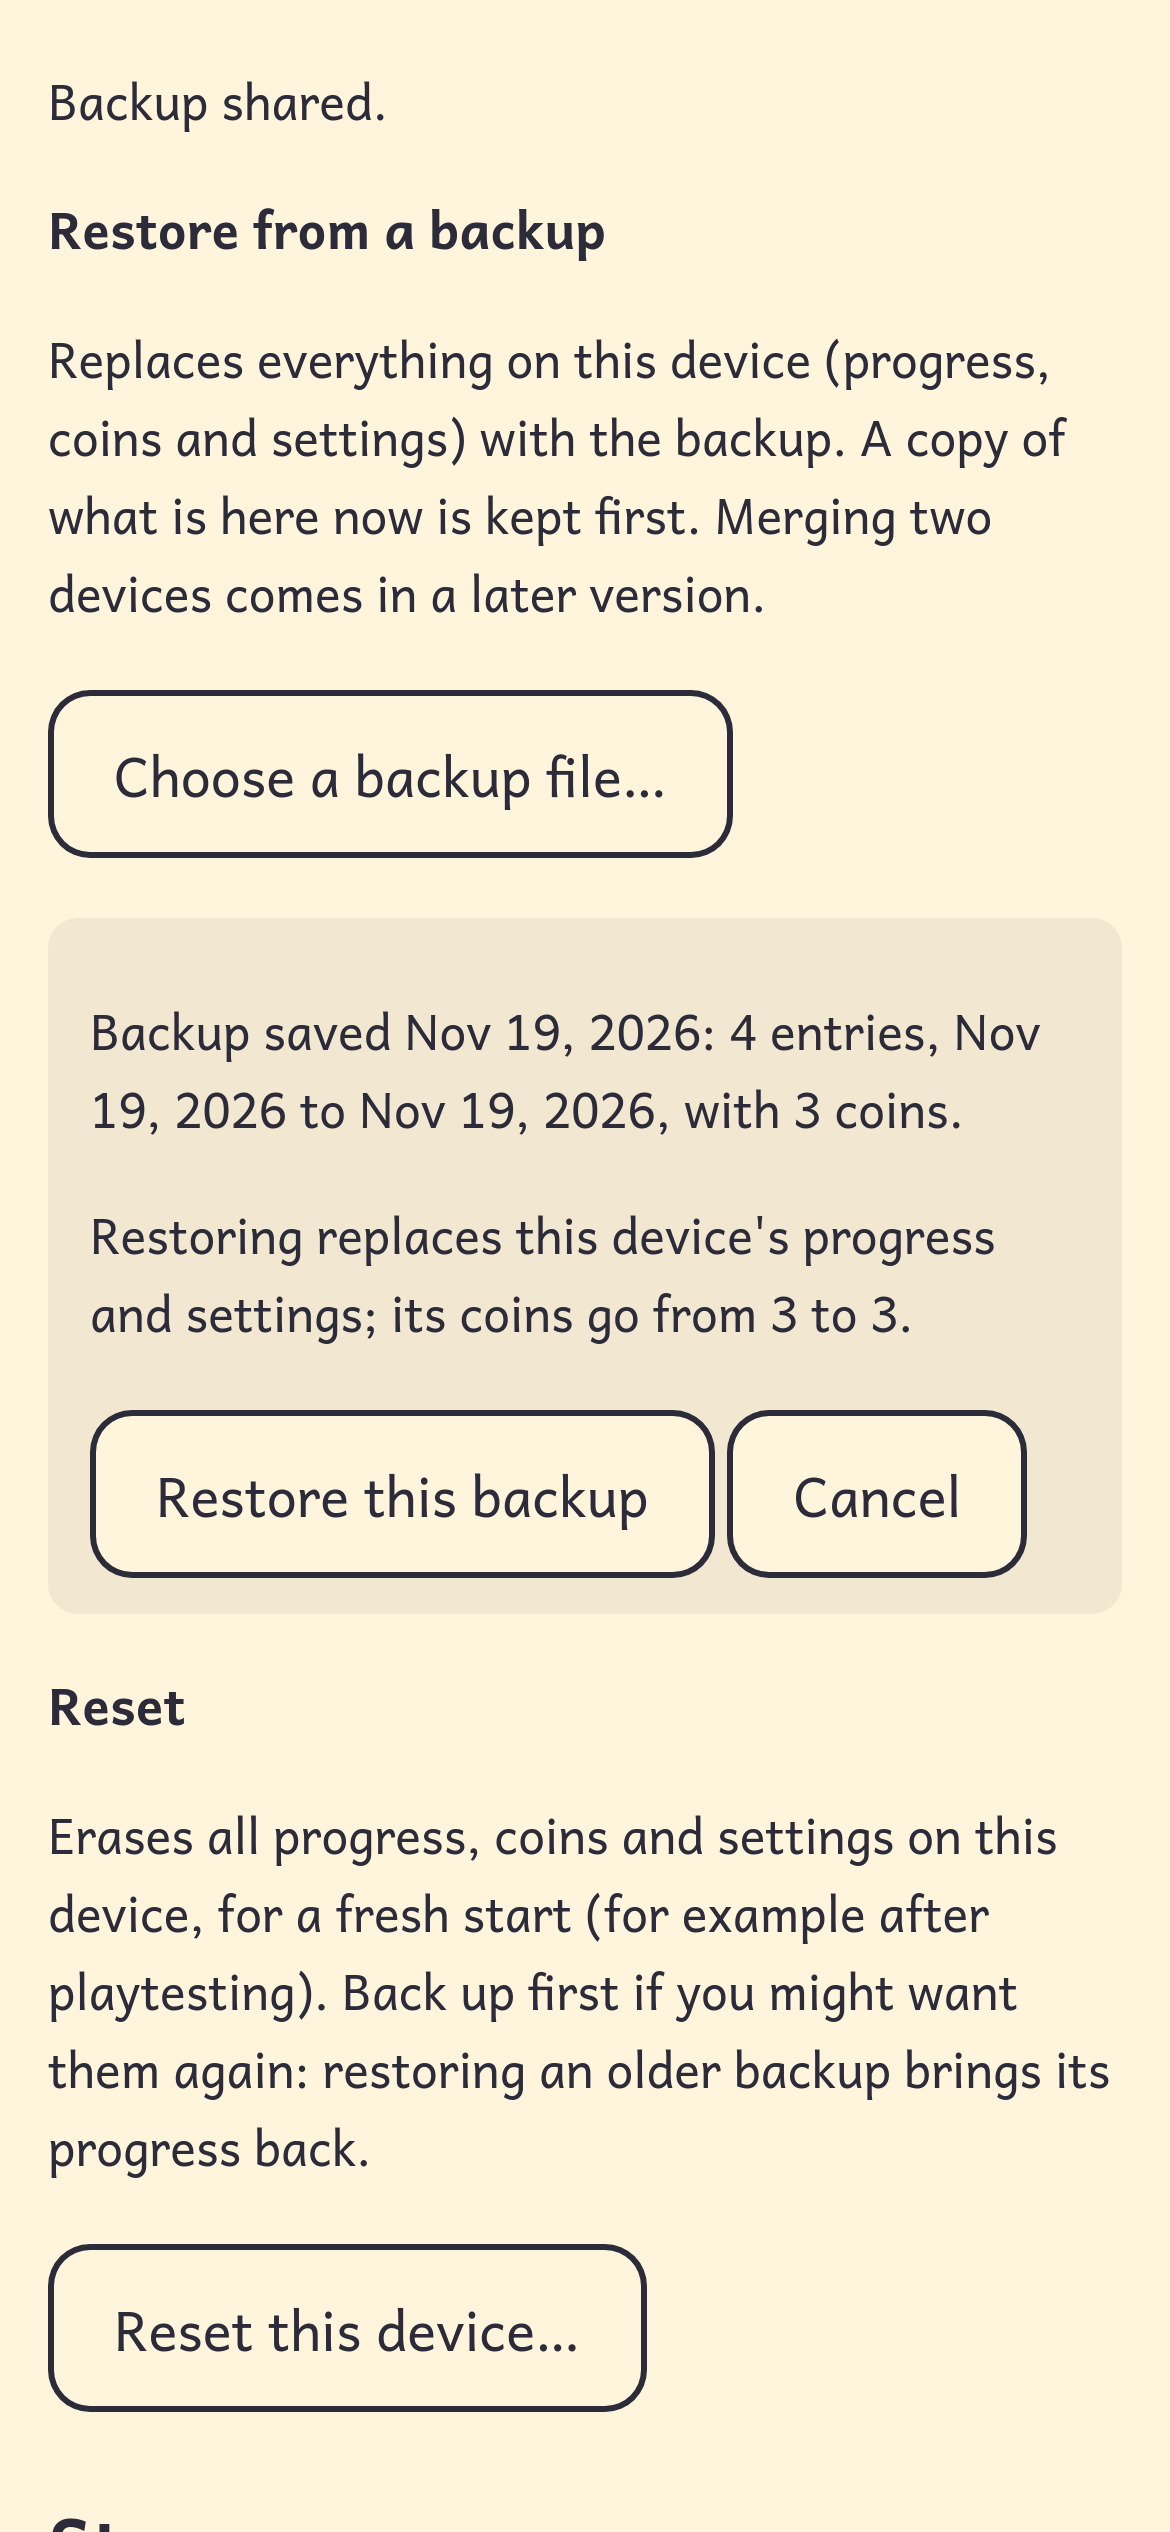 Backup shared.
Restore from a backup
Replaces everything on this device (progress,
coins and settings) with the backup. A copy of
what is here now is kept first. Merging two
devices comes in a later version.
Choose a backup file...
Backup saved Nov 19, 2026: 4 entries, Nov
19, 2026 to Nov 19, 2026, with 3 coins.
Restoring replaces this device's progress
and settings; its coins go from 3 to 3.
Restore this backup
Cancel
Reset
Erases all progress, coins and settings on this
device, for a fresh start (for example after
playtesting). Back up first if you might want
them again: restoring an older backup brings its
progress back.
Reset this device...